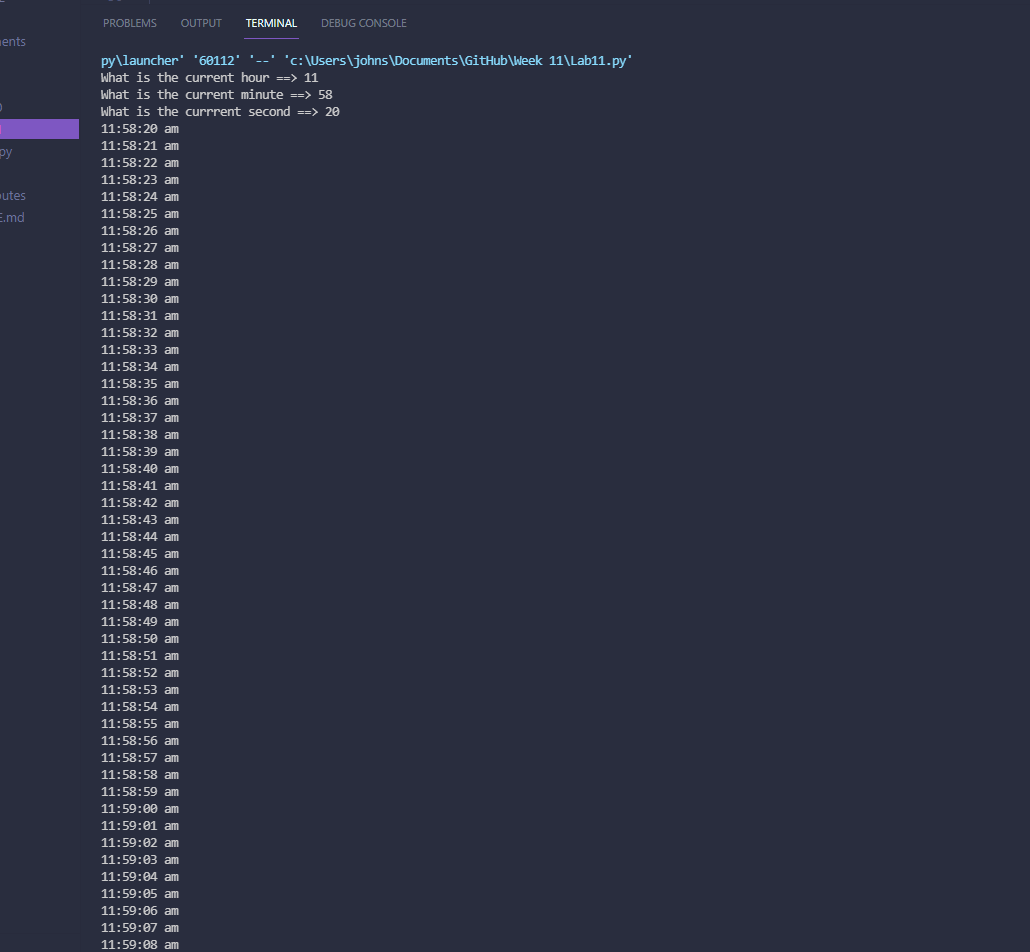 PROBLEMS OUTPUT TERMINAL DEBUG CONSOLE
ents
py
utes
E.md
py\launcher' '60112' '--' 'c:\Users\johns\Documents\GitHub\Week 11\Lab11.py'
What is the current hour ==> 11
What is the current minute ==> 58
What is the currrent second ==> 20
11:58:20 am
11:58:21 am
11:58:22 am
11:58:23 am
11:58:24 am
11:58:25 am
11:58:26 am
11:58:27 am
11:58:28 am
11:58:29 am
11:58:30 am
11:58:31 am
11:58:32 am
11:58:33 am
11:58:34 am
11:58:35 am
11:58:36 am
11:58:37 am
11:58:38 am
11:58:39 am
11:58:40 am
11:58:41 am
11:58:42 am
11:58:43 am
11:58:44 am
11:58:45 am
11:58:46 am
11:58:47 am
11:58:48 am
11:58:49 am
11:58:50 am
11:58:51 am
11:58:52 am
11:58:53 am
11:58:54 am
11:58:55 am
11:58:56 am
11:58:57 am
11:58:58 am
11:58:59 am
11:59:00 am
11:59:01 am
11:59:02 am
11:59:03 am
11:59:04 am
11:59:05 am
11:59:06 am
11:59:07 am
11:59:08 am